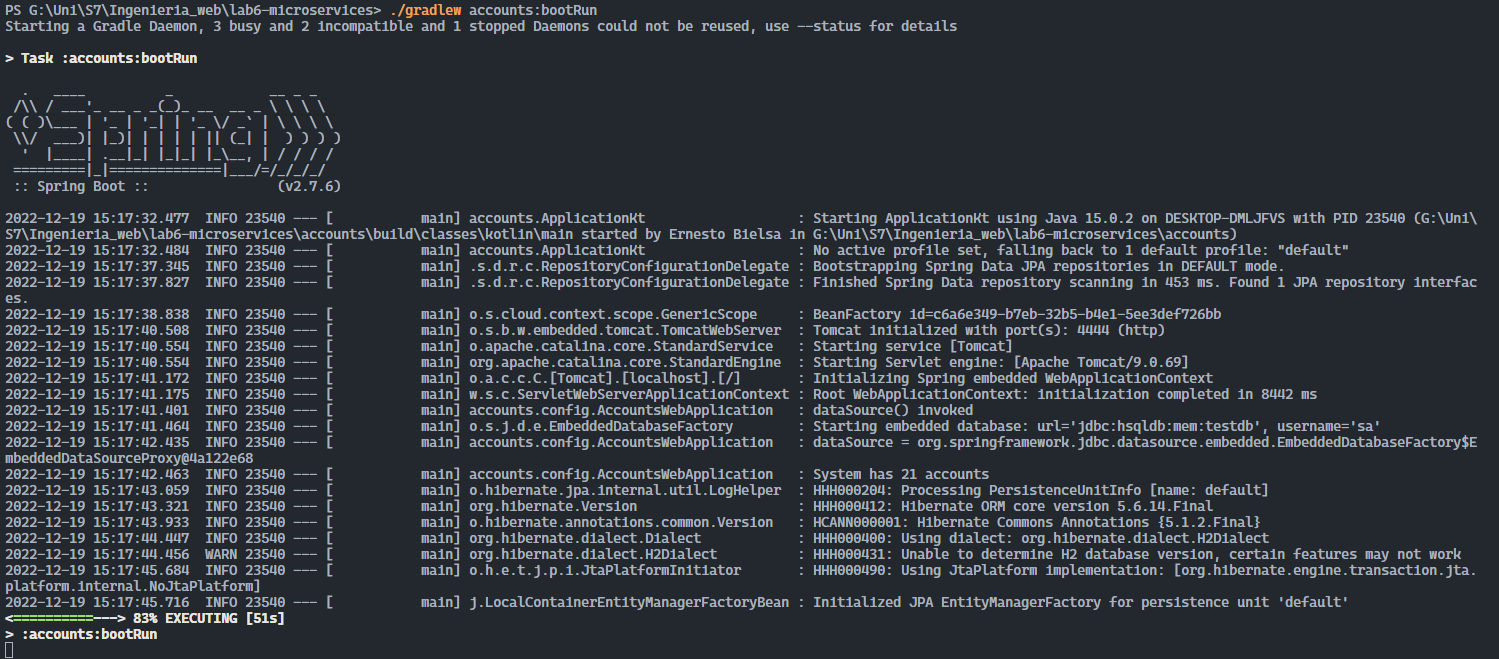 PS G:\Uni\S7\Ingenieria_web\lab6-microservices> ./gradlew accounts:bootRun
Starting a Gradle Daemon, 3 busy and 2 incompatible and 1 stopped Daemons could not be reused, use --status for details
> Task :accounts:bootRun
  .   ____          _            __ _ _
 /\\ / ___'_ __ _ _(_)_ __  __ _ \ \ \ \
( ( )\___ | '_ | '_| | '_ \/ _` | \ \ \ \
 \\/  ___)| |_)| | | | | || (_| |  ) ) ) )
  '  |____| .__|_| |_|_| |_\__, | / / / /
 =========|_|==============|___/=/_/_/_/
 :: Spring Boot ::                (v2.7.6)
2022-12-19 15:17:32.477  INFO 23540 --- [           main] accounts.ApplicationKt                   : Starting ApplicationKt using Java 15.0.2 on DESKTOP-DMLJFVS with PID 23540 (G:\Uni\
S7\Ingenieria_web\lab6-microservices\accounts\build\classes\kotlin\main started by Ernesto Bielsa in G:\Uni\S7\Ingenieria_web\lab6-microservices\accounts)
2022-12-19 15:17:32.484  INFO 23540 --- [           main] accounts.ApplicationKt                   : No active profile set, falling back to 1 default profile: "default"
2022-12-19 15:17:37.345  INFO 23540 --- [           main] .s.d.r.c.RepositoryConfigurationDelegate : Bootstrapping Spring Data JPA repositories in DEFAULT mode.
2022-12-19 15:17:37.827  INFO 23540 --- [           main] .s.d.r.c.RepositoryConfigurationDelegate : Finished Spring Data repository scanning in 453 ms. Found 1 JPA repository interfac
es.
2022-12-19 15:17:38.838  INFO 23540 --- [           main] o.s.cloud.context.scope.GenericScope     : BeanFactory id=c6a6e349-b7eb-32b5-b4e1-5ee3def726bb
2022-12-19 15:17:40.508  INFO 23540 --- [           main] o.s.b.w.embedded.tomcat.TomcatWebServer  : Tomcat initialized with port(s): 4444 (http)
2022-12-19 15:17:40.554  INFO 23540 --- [           main] o.apache.catalina.core.StandardService   : Starting service [Tomcat]
2022-12-19 15:17:40.554  INFO 23540 --- [           main] org.apache.catalina.core.StandardEngine  : Starting Servlet engine: [Apache Tomcat/9.0.69]
2022-12-19 15:17:41.172  INFO 23540 --- [           main] o.a.c.c.C.[Tomcat].[localhost].[/]       : Initializing Spring embedded WebApplicationContext
2022-12-19 15:17:41.175  INFO 23540 --- [           main] w.s.c.ServletWebServerApplicationContext : Root WebApplicationContext: initialization completed in 8442 ms
2022-12-19 15:17:41.401  INFO 23540 --- [           main] accounts.config.AccountsWebApplication   : dataSource() invoked
2022-12-19 15:17:41.464  INFO 23540 --- [           main] o.s.j.d.e.EmbeddedDatabaseFactory        : Starting embedded database: url='jdbc:hsqldb:mem:testdb', username='sa'
2022-12-19 15:17:42.435  INFO 23540 --- [           main] accounts.config.AccountsWebApplication   : dataSource = org.springframework.jdbc.datasource.embedded.EmbeddedDatabaseFactory$E
mbeddedDataSourceProxy@4a122e68
2022-12-19 15:17:42.463  INFO 23540 --- [           main] accounts.config.AccountsWebApplication   : System has 21 accounts
2022-12-19 15:17:43.059  INFO 23540 --- [           main] o.hibernate.jpa.internal.util.LogHelper  : HHH000204: Processing PersistenceUnitInfo [name: default]
2022-12-19 15:17:43.321  INFO 23540 --- [           main] org.hibernate.Version                    : HHH000412: Hibernate ORM core version 5.6.14.Final
2022-12-19 15:17:43.933  INFO 23540 --- [           main] o.hibernate.annotations.common.Version   : HCANN000001: Hibernate Commons Annotations {5.1.2.Final}
2022-12-19 15:17:44.447  INFO 23540 --- [           main] org.hibernate.dialect.Dialect            : HHH000400: Using dialect: org.hibernate.dialect.H2Dialect
2022-12-19 15:17:44.456  WARN 23540 --- [           main] org.hibernate.dialect.H2Dialect          : HHH000431: Unable to determine H2 database version, certain features may not work
2022-12-19 15:17:45.684  INFO 23540 --- [           main] o.h.e.t.j.p.i.JtaPlatformInitiator       : HHH000490: Using JtaPlatform implementation: [org.hibernate.engine.transaction.jta.
platform.internal.NoJtaPlatform]
2022-12-19 15:17:45.716  INFO 23540 --- [           main] j.LocalContainerEntityManagerFactoryBean : Initialized JPA EntityManagerFactory for persistence unit 'default'
<==========---> 83% EXECUTING [51s]
> :accounts:bootRun